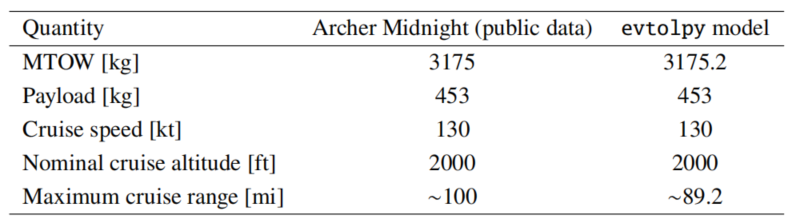 Quantity Archer Midnight (public data) evtolpy model
MTOW [kg] 3175 3175.2
Payload [kg] 453 453
Cruise speed [kt] 130 130
Nominal cruise altitude [ft] 2000 2000
Maximum cruise range [mi] ~100 ~89.2